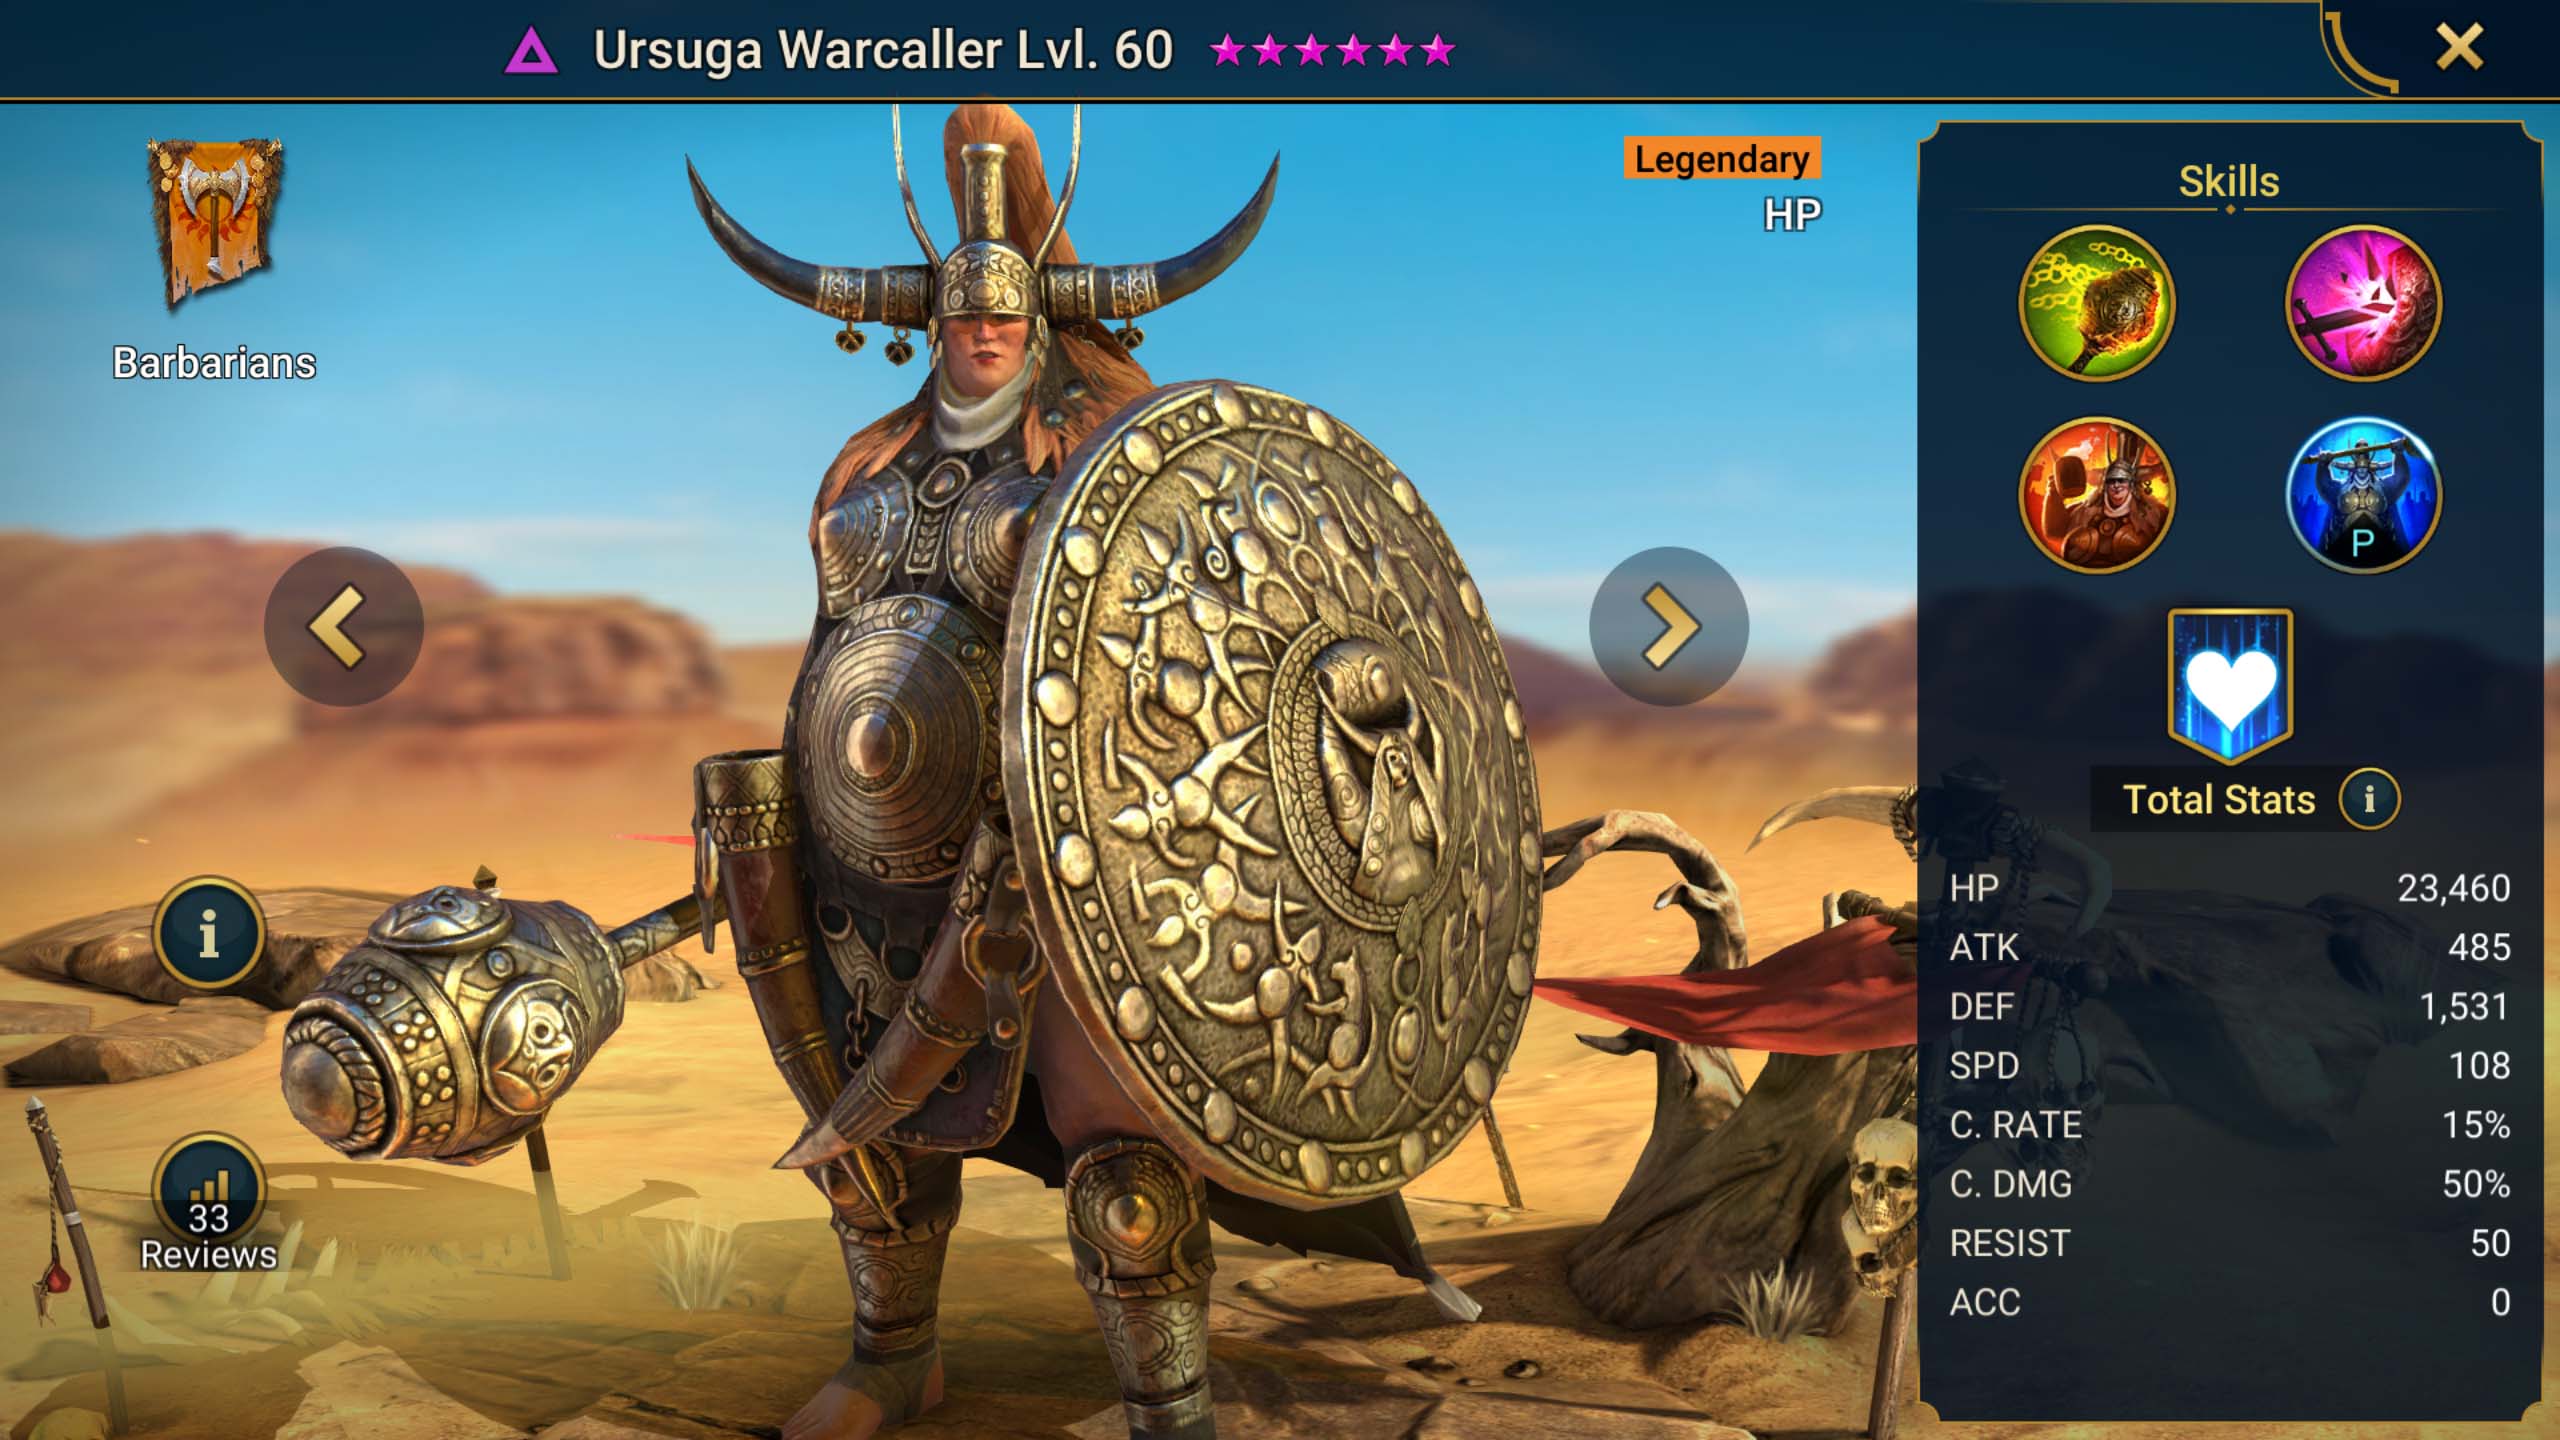 Ursuga Warcaller Lvl. 60
Barbarians
Legendary
HP
Skills
P
Total Stats
i
HP 23,460
ATK 485
DEF 1,531
SPD 108
C. RATE 15%
C. DMG 50%
RESIST 50
ACC 0
i
33
Reviews